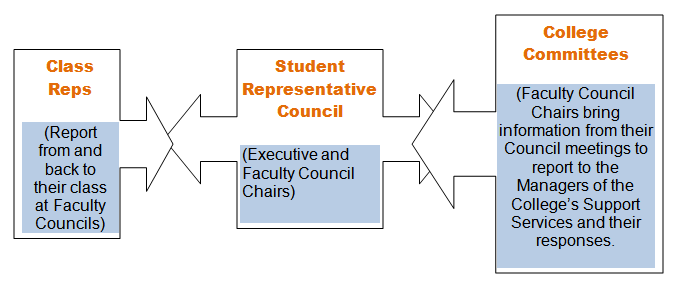 Class
Reps
(Report
from and
back to
their class
at Faculty
Councils)
Student
Representative
Council
(Executive and
Faculty Council
Chairs)
College
Committees
(Faculty Council
Chairs bring
information from their
Council meetings to
report to the
Managers of the
College’s Support
Services and their
responses.